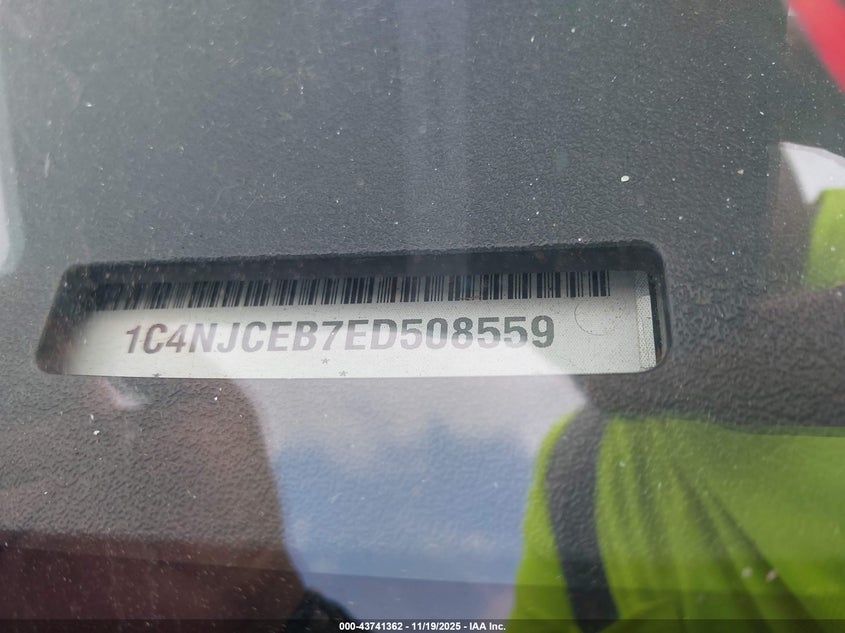 1C4NJCEB7ED508559
000-43741362 - 11/19/2025 - IAA Inc.